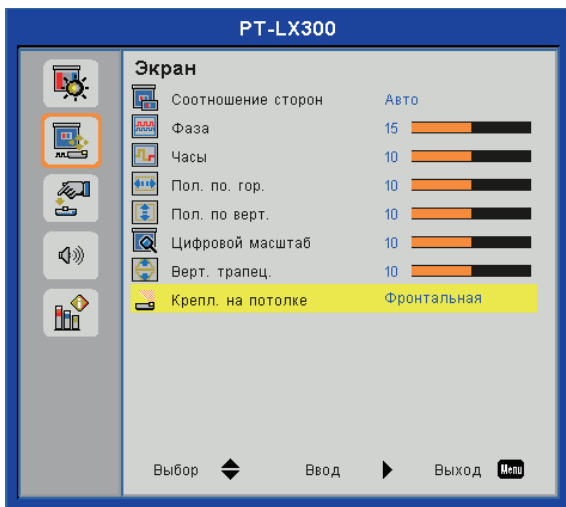 PT-LX300
Экран
Соотношение сторон Авто
Фаза 15
Часы 10
Пол. по. гор. 10
Пол. по верт. 10
Цифровой масштаб 10
Верт. трапец. 10
Крепл. на потолке Фронтальная
Выбор Ввод Выход Menu